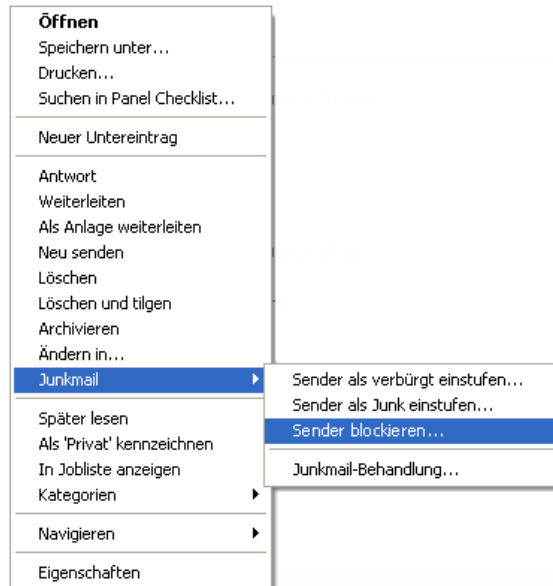 Öffnen
Speichern unter...
Drucken...
Suchen in Panel Checklist...
Neuer Untereintrag
Antwort
Weiterleiten
Als Anlage weiterleiten
Neu senden
Löschen
Löschen und tilgen
Archivieren
Ändern in...
Junkmail
Sender als verbürgt einstufen...
Sender als Junk einstufen...
Sender blockieren...
Junkmail-Behandlung...
Später lesen
Als 'Privat' kennzeichnen
In Jobliste anzeigen
Kategorien
Navigieren
Eigenschaften